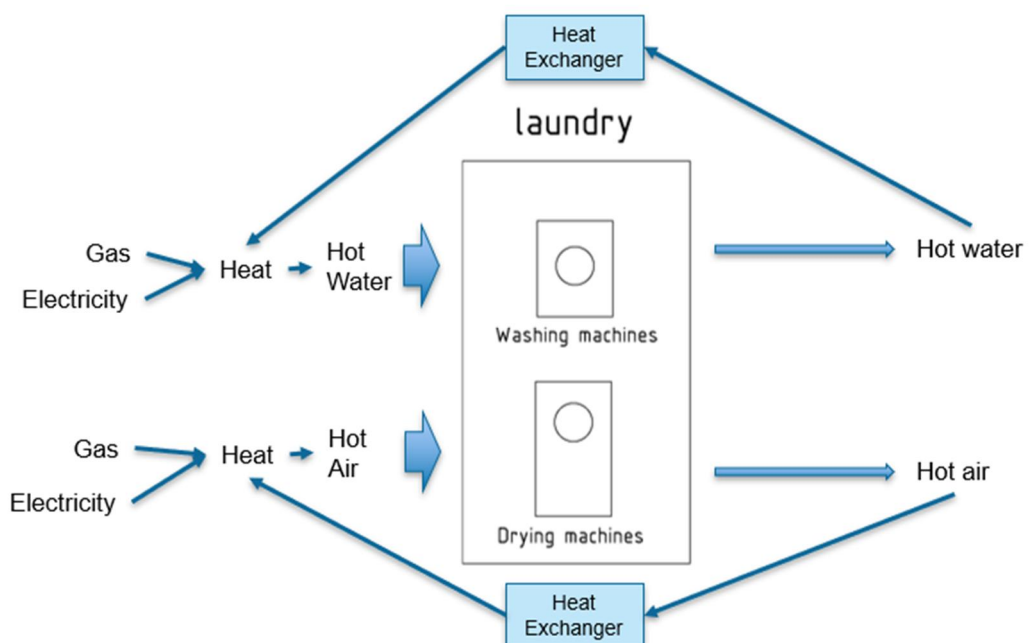 Heat
Exchanger
laundry
Gas
Electricity
Heat
Hot
Water
Hot water
Washing machines
Gas
Electricity
Heat
Hot
Air
Hot air
Drying machines
Heat
Exchanger